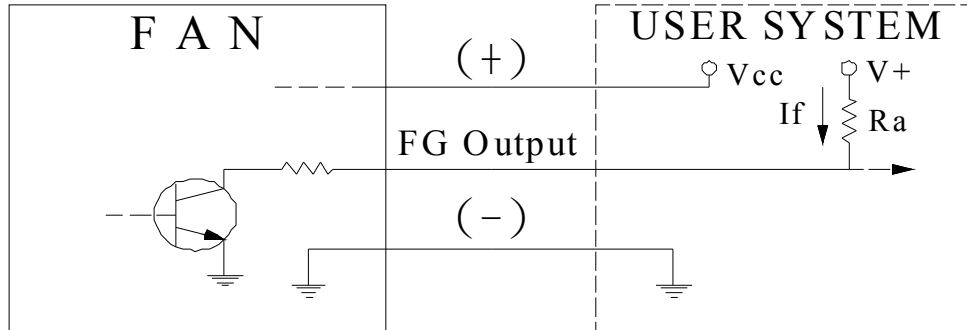 F A N
USER SYSTEM
(+)
Vcc
V+
If
Ra
FG Output
(-)